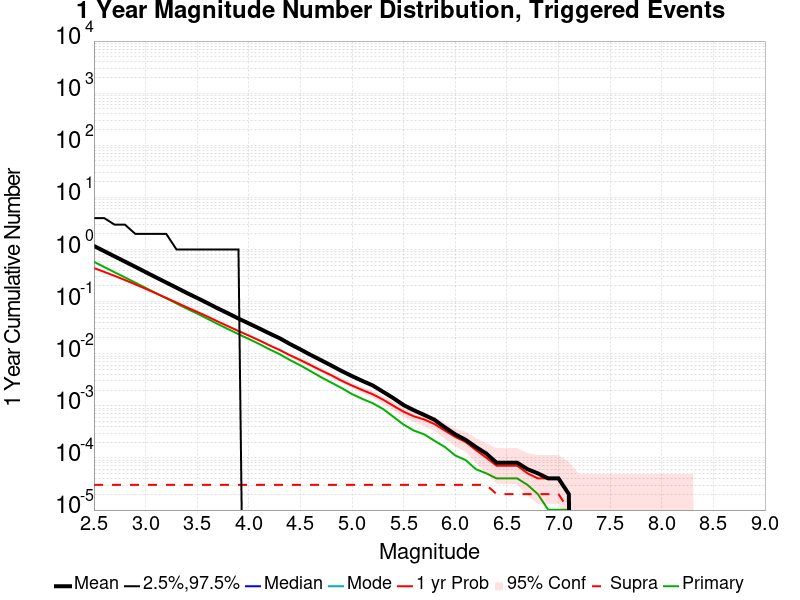 1 Year Magnitude Number Distribution, Triggered Events
1 Year Cumulative Number
10^4
10^3
10^2
10^1
10^0
10^-1
10^-2
10^-3
10^-4
10^-5
2.5 3.0 3.5 4.0 4.5 5.0 5.5 6.0 6.5 7.0 7.5 8.0 8.5 9.0
Magnitude
Mean 2.5%,97.5% Median Mode 1 yr Prob 95% Conf Supra Primary